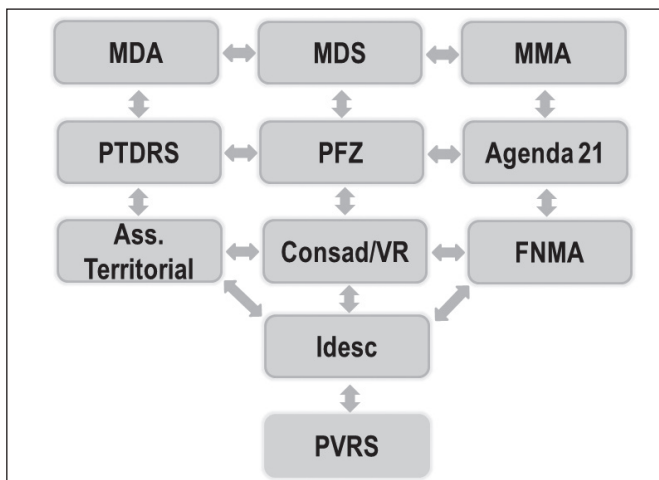 MDA
MDS
MMA
PTDRS
PFZ
Agenda 21
Ass.
Territorial
Consad/VR
FNMA
Idesc
PVRS